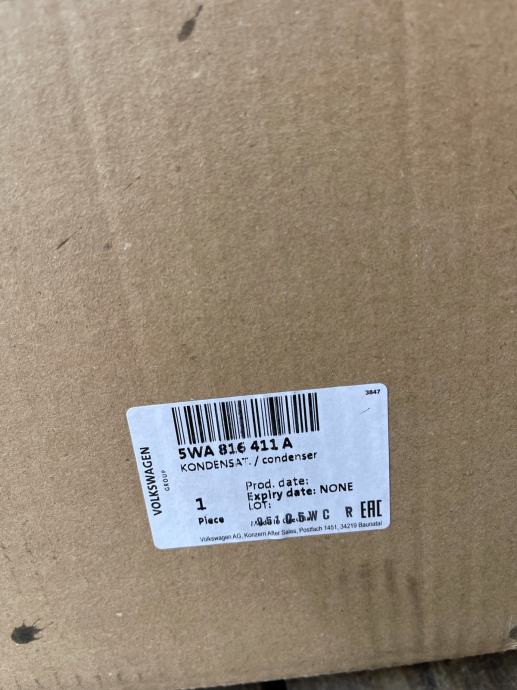 3847
5WA 816 411 A
KONDENSAT. / condenser
VOLKSWAGEN
GROUP
Prod. date:
Expiry date: NONE
LOT:
1
Piece
R EAC
Volkswagen AG, Konzern After Sales, Postfach 1451, 34219 Baunatal